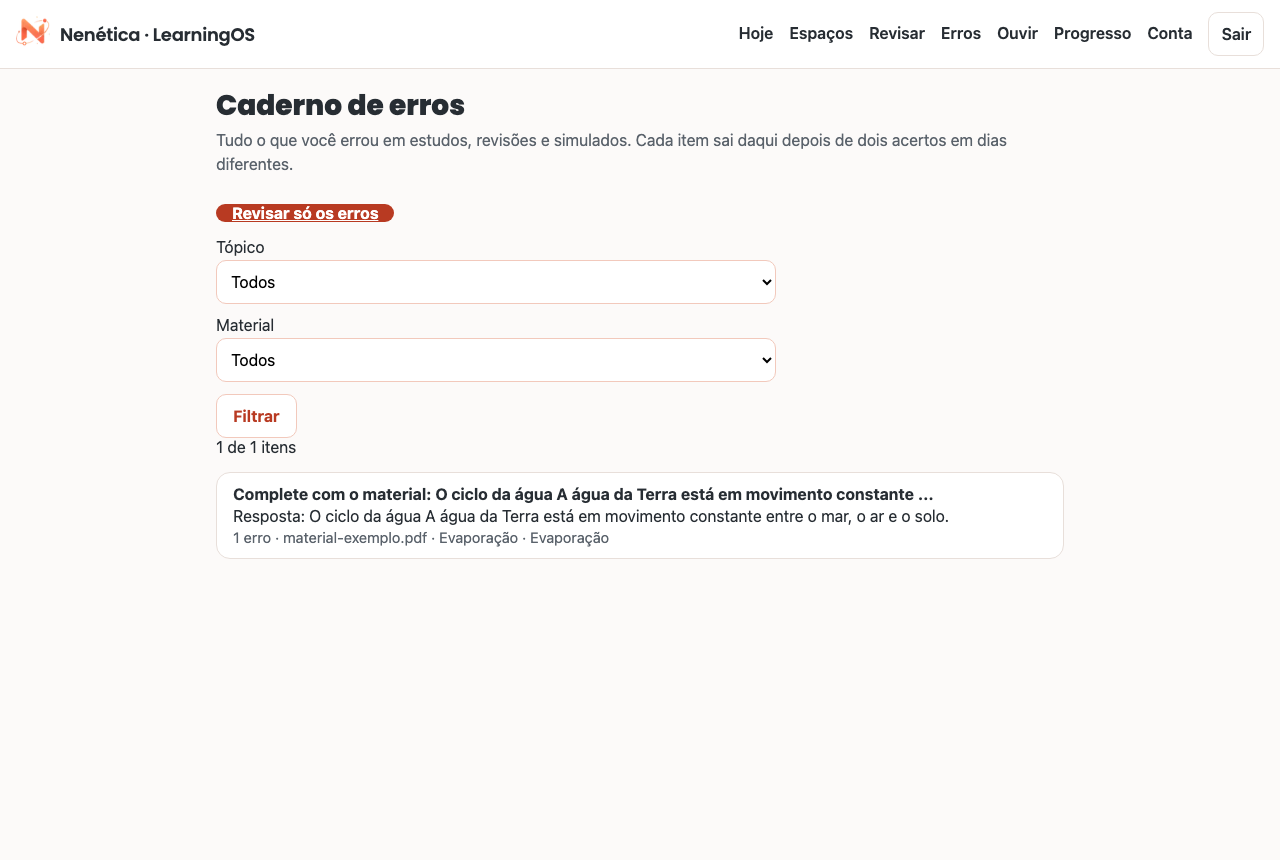 Nenética · LearningOS
Hoje Espaços Revisar Erros Ouvir Progresso Conta Sair
Caderno de erros
Tudo o que você errou em estudos, revisões e simulados. Cada item sai daqui depois de dois acertos em dias
diferentes.
Revisar só os erros
Tópico
Todos
Material
Todos
Filtrar
1 de 1 itens
Complete com o material: O ciclo da água A água da Terra está em movimento constante ...
Resposta: O ciclo da água A água da Terra está em movimento constante entre o mar, o ar e o solo.
1 erro · material-exemplo.pdf · Evaporação · Evaporação